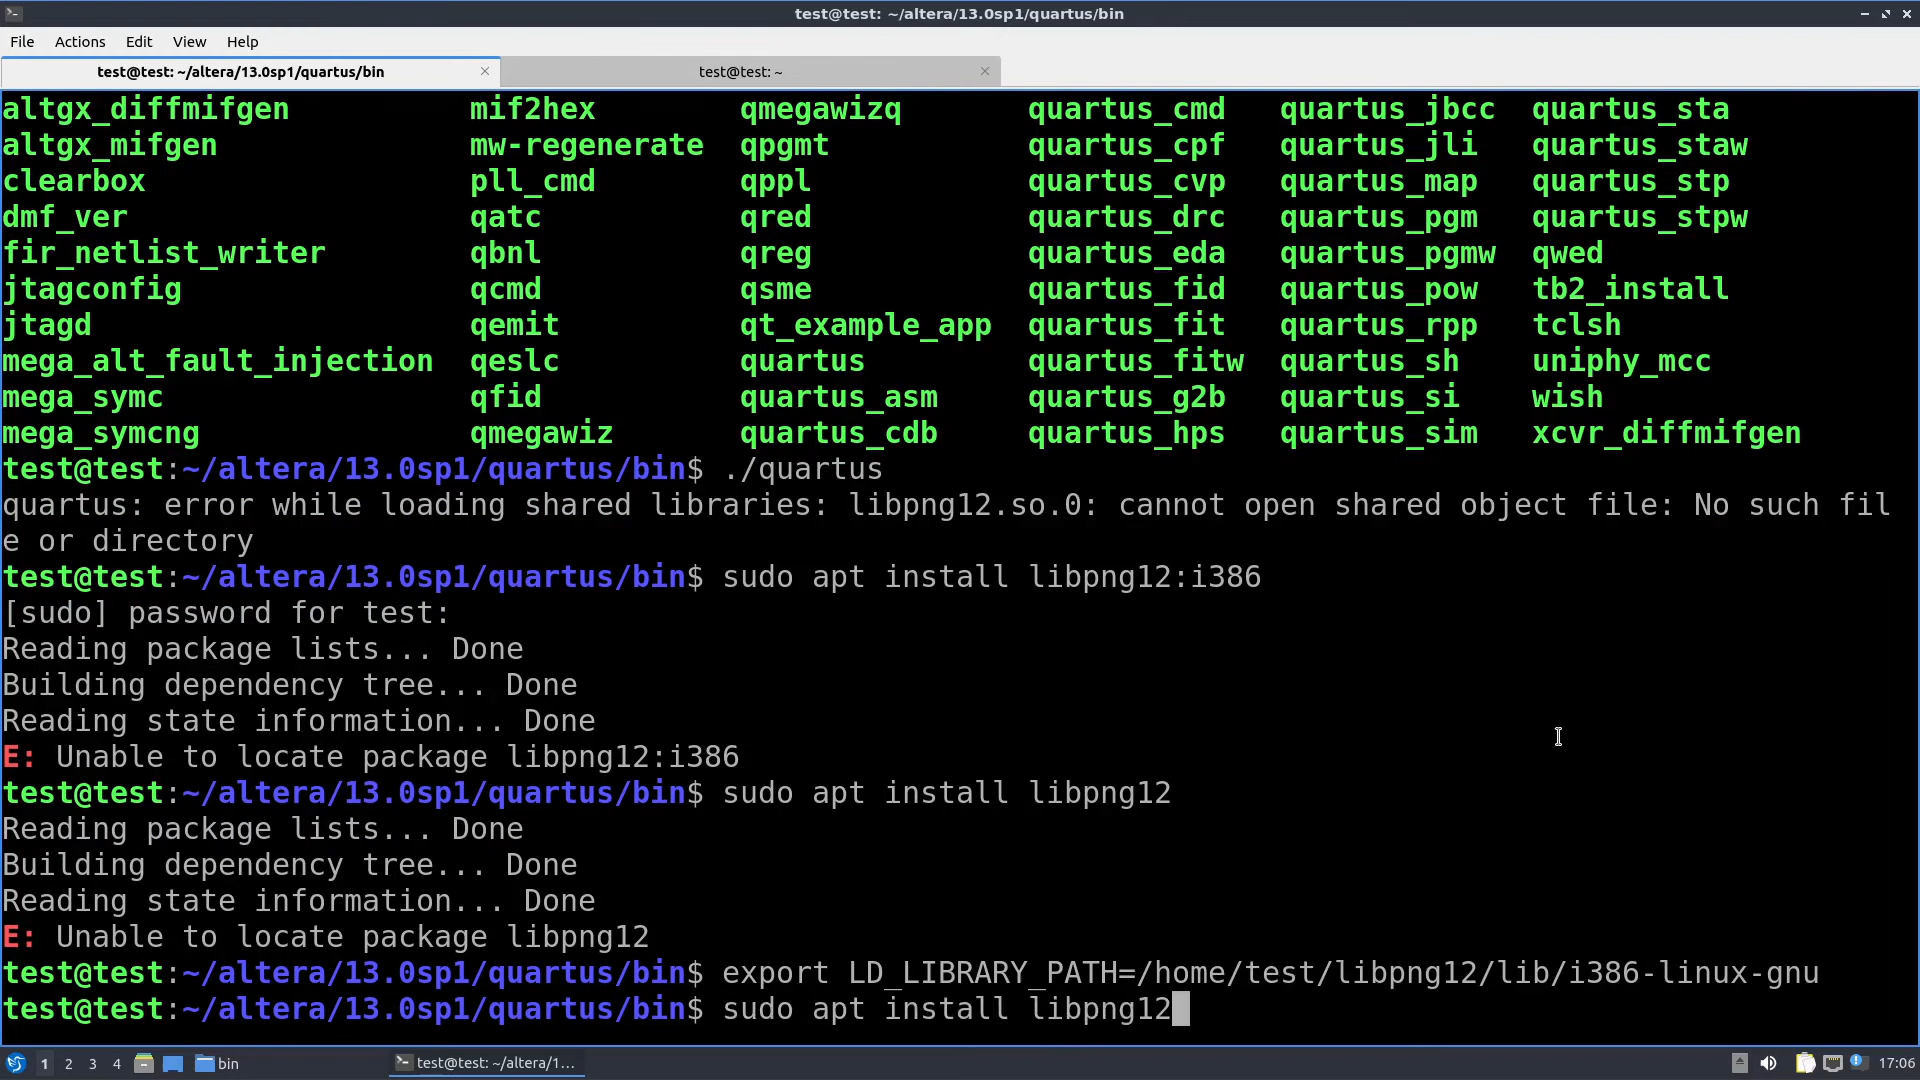 test@test: ~/altera/13.0sp1/quartus/bin
File Actions Edit View Help
test@test: ~/altera/13.0sp1/quartus/bin test@test: ~
altgx_diffmifgen mif2hex qmegawizq quartus_cmd quartus_jbcc quartus_sta
altgx_mifgen mw-regenerate qpgmt quartus_cpf quartus_jli quartus_staw
clearbox pll_cmd qppl quartus_cvp quartus_map quartus_stp
dmf_ver qatc qred quartus_drc quartus_pgm quartus_stpw
fir_netlist_writer qbnl qreg quartus_eda quartus_pgmw qwed
jtagconfig qcmd qsme quartus_fid quartus_pow tb2_install
jtagd qemit qt_example_app quartus_fit quartus_rpp tclsh
mega_alt_fault_injection qeslc quartus quartus_fitw quartus_sh uniphy_mcc
mega_symc qfid quartus_asm quartus_g2b quartus_si wish
mega_symcng qmegawiz quartus_cdb quartus_hps quartus_sim xcvr_diffmifgen
test@test:~/altera/13.0sp1/quartus/bin$ ./quartus
quartus: error while loading shared libraries: libpng12.so.0: cannot open shared object file: No such fil
e or directory
test@test:~/altera/13.0sp1/quartus/bin$ sudo apt install libpng12:i386
[sudo] password for test:
Reading package lists... Done
Building dependency tree... Done
Reading state information... Done
E: Unable to locate package libpng12:i386
test@test:~/altera/13.0sp1/quartus/bin$ sudo apt install libpng12
Reading package lists... Done
Building dependency tree... Done
Reading state information... Done
E: Unable to locate package libpng12
test@test:~/altera/13.0sp1/quartus/bin$ export LD_LIBRARY_PATH=/home/test/libpng12/lib/i386-linux-gnu
test@test:~/altera/13.0sp1/quartus/bin$ sudo apt install libpng12
1 2 3 4 bin test@test: ~/altera/1... 17:06